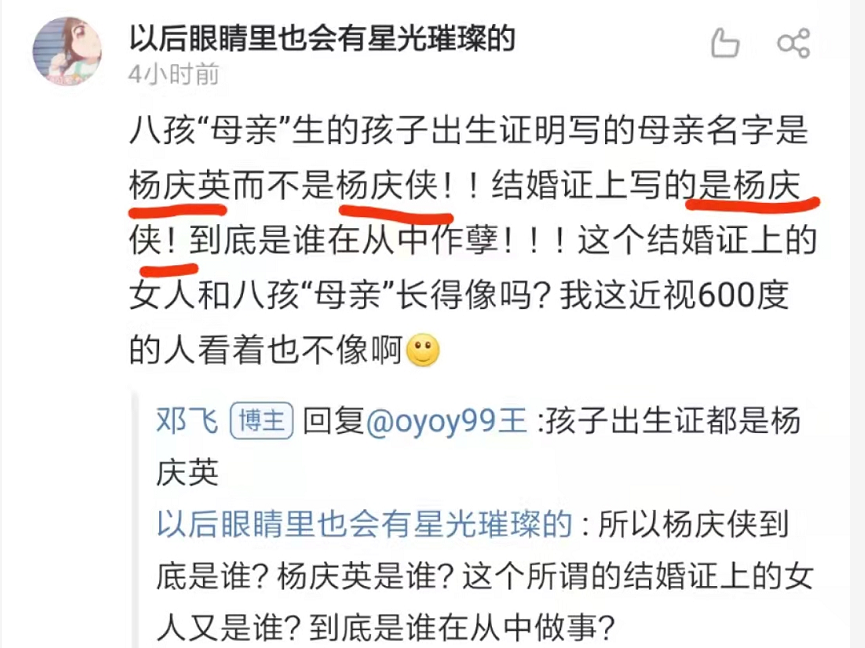 以后眼睛里也会有星光璀璨的
4小时前
八孩“母亲”生的孩子出生证明写的母亲名字是
杨庆英而不是杨庆侠！！结婚证上写的是杨庆
侠！到底是谁在从中作孽！！！这个结婚证上的
女人和八孩“母亲”长得像吗？我这近视600度
的人看着也不像啊
邓飞 博主 回复@oyoy99王 :孩子出生证都是杨
庆英
以后眼睛里也会有星光璀璨的 : 所以杨庆侠到
底是谁？杨庆英是谁？这个所谓的结婚证上的女
人又是谁？到底是谁在从中做事？